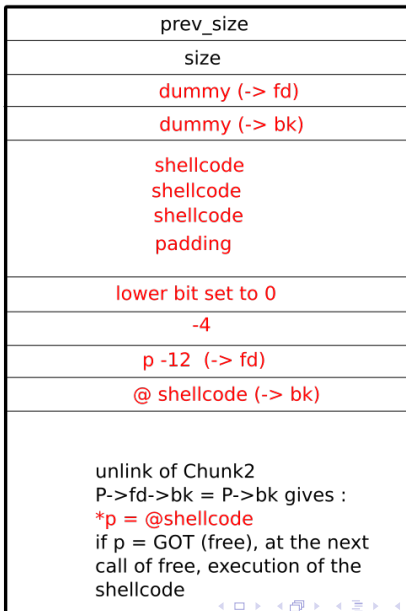 prev_size
size
dummy (-> fd)
dummy (-> bk)
shellcode
shellcode
shellcode
padding
lower bit set to 0
-4
p -12 (-> fd)
@ shellcode (-> bk)
unlink of Chunk2
P->fd->bk = P->bk gives :
*p = @shellcode
if p = GOT (free), at the next
call of free, execution of the
shellcode